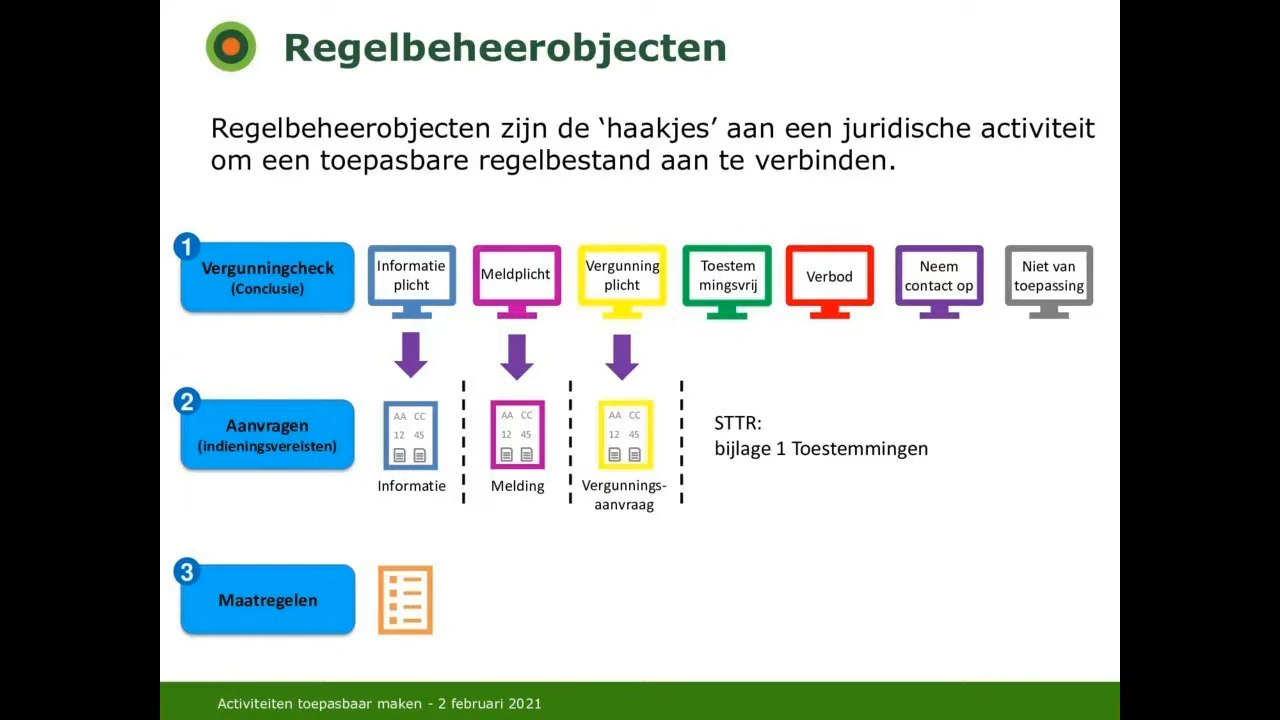 Regelbeheerobjecten
Regelbeheerobjecten zijn de ‘haakjes’ aan een juridische activiteit
om een toepasbare regelbestand aan te verbinden.
1
Vergunningcheck
(Conclusie)
Informatie
plicht
Meldplicht
Vergunning
plicht
Toestem
mingsvrij
Verbod
Neem
contact op
Niet van
toepassing
2
Aanvragen
(indieningsvereisten)
AA CC
12 45
Informatie
AA CC
12 45
Melding
AA CC
12 45
Vergunnings-
aanvraag
STTR:
bijlage 1 Toestemmingen
3
Maatregelen
Activiteiten toepasbaar maken - 2 februari 2021